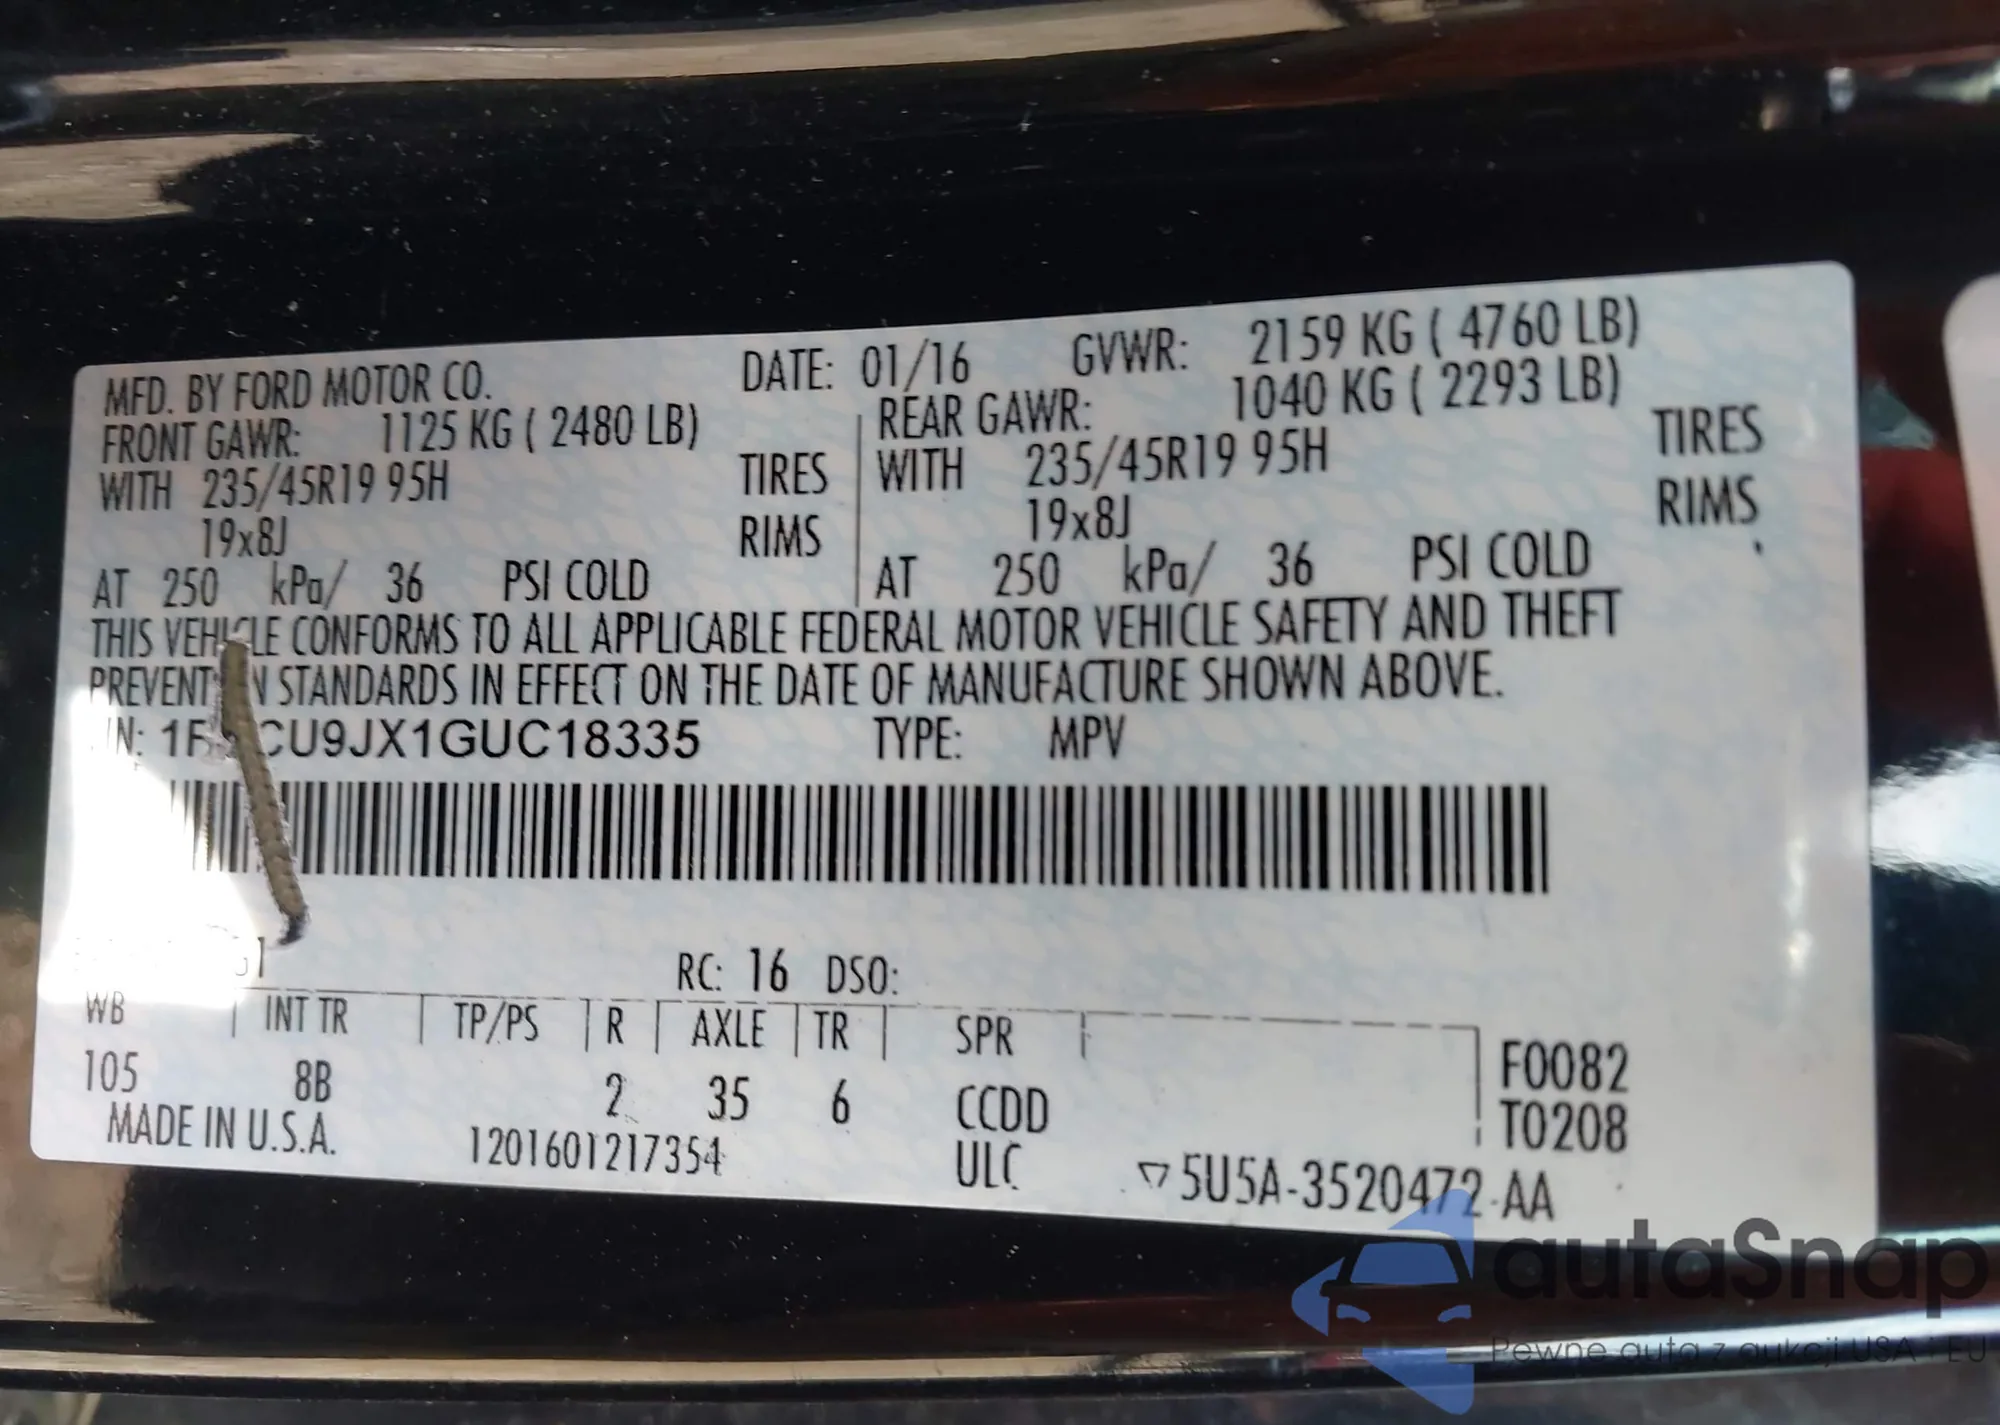 MFD. BY FORD MOTOR CO. DATE: 01/16 GVWR: 2159 KG ( 4760 LB)
FRONT GAWR: 1125 KG ( 2480 LB) REAR GAWR: 1040 KG ( 2293 LB)
WITH 235/45R19 95H TIRES WITH 235/45R19 95H TIRES
19x8J RIMS 19x8J RIMS
AT 250 kPa/ 36 PSI COLD AT 250 kPa/ 36 PSI COLD
THIS VEHICLE CONFORMS TO ALL APPLICABLE FEDERAL MOTOR VEHICLE SAFETY AND THEFT
STANDARDS IN EFFECT ON THE DATE OF MANUFACTURE SHOWN ABOVE.
TYPE: MPV
RC: 16 DSO:
WB INT TR TP/PS R AXLE TR SPR
105 8B 2 35 6 CCDD
F0082
T0208
MADE IN U.S.A. 1201601217354 ULC 5U5A-3520472-AA
autaSnap
Pewne auta z aukcji USA i EU